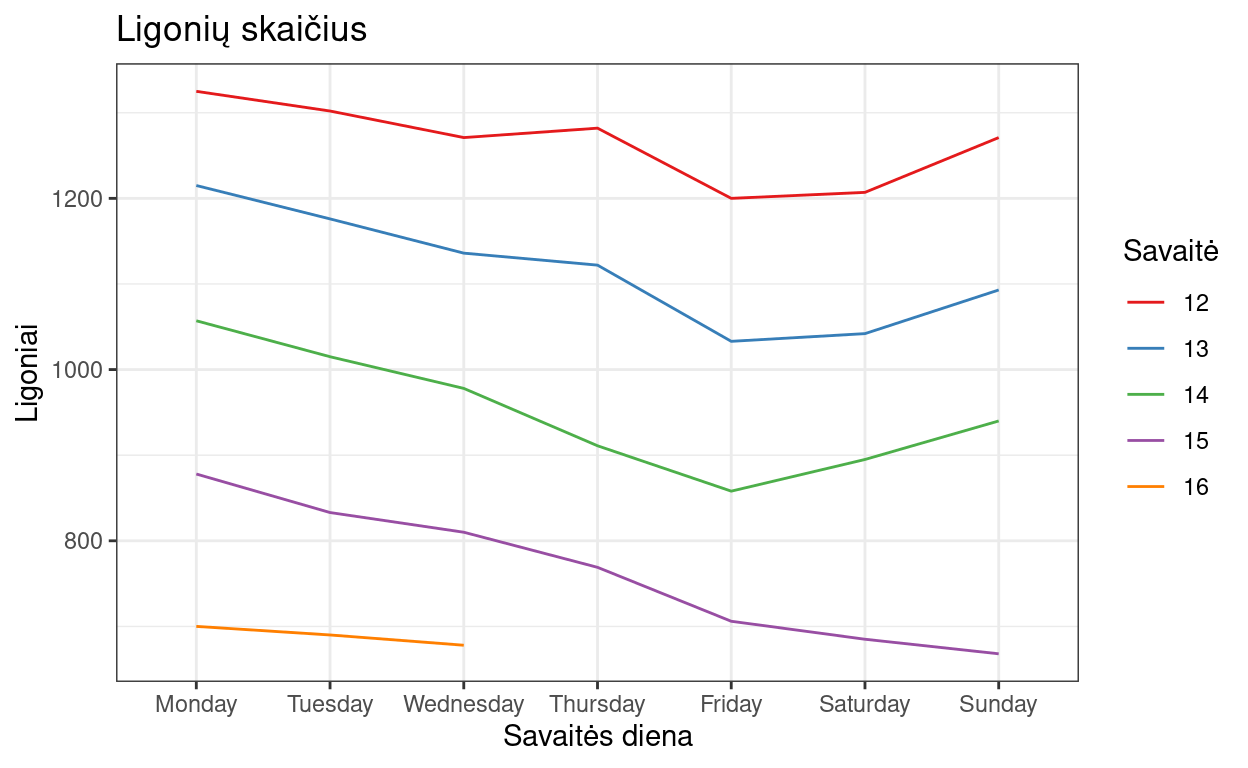 Ligonių skaičius
Ligoniai
1200
1000
800
Monday Tuesday Wednesday Thursday Friday Saturday Sunday
Savaitės diena
Savaitė
12
13
14
15
16